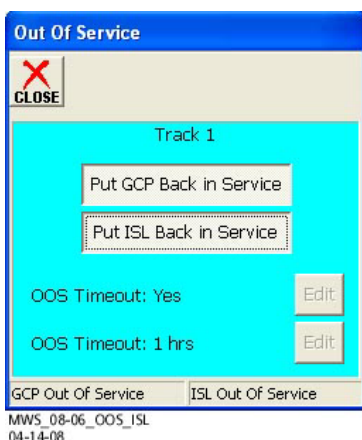 Out Of Service
CLOSE
Track 1
Put GCP Back in Service
Put ISL Back in Service
OOS Timeout: Yes
Edit
OOS Timeout: 1 hrs
Edit
GCP Out Of Service
ISL Out Of Service
MWS_08-06_OOS_ISL
04-14-08